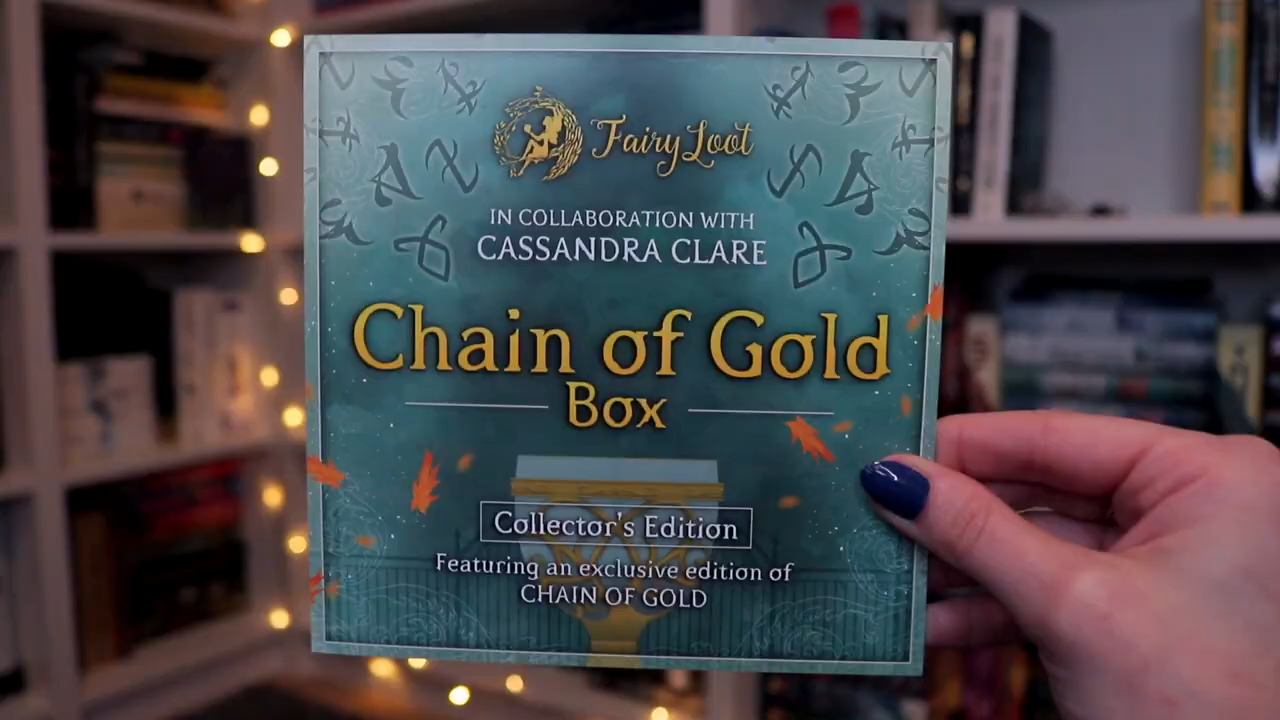 FairyLoot
IN COLLABORATION WITH
CASSANDRA CLARE
Chain of Gold
Box
Collector's Edition
Featuring an exclusive edition of
CHAIN OF GOLD